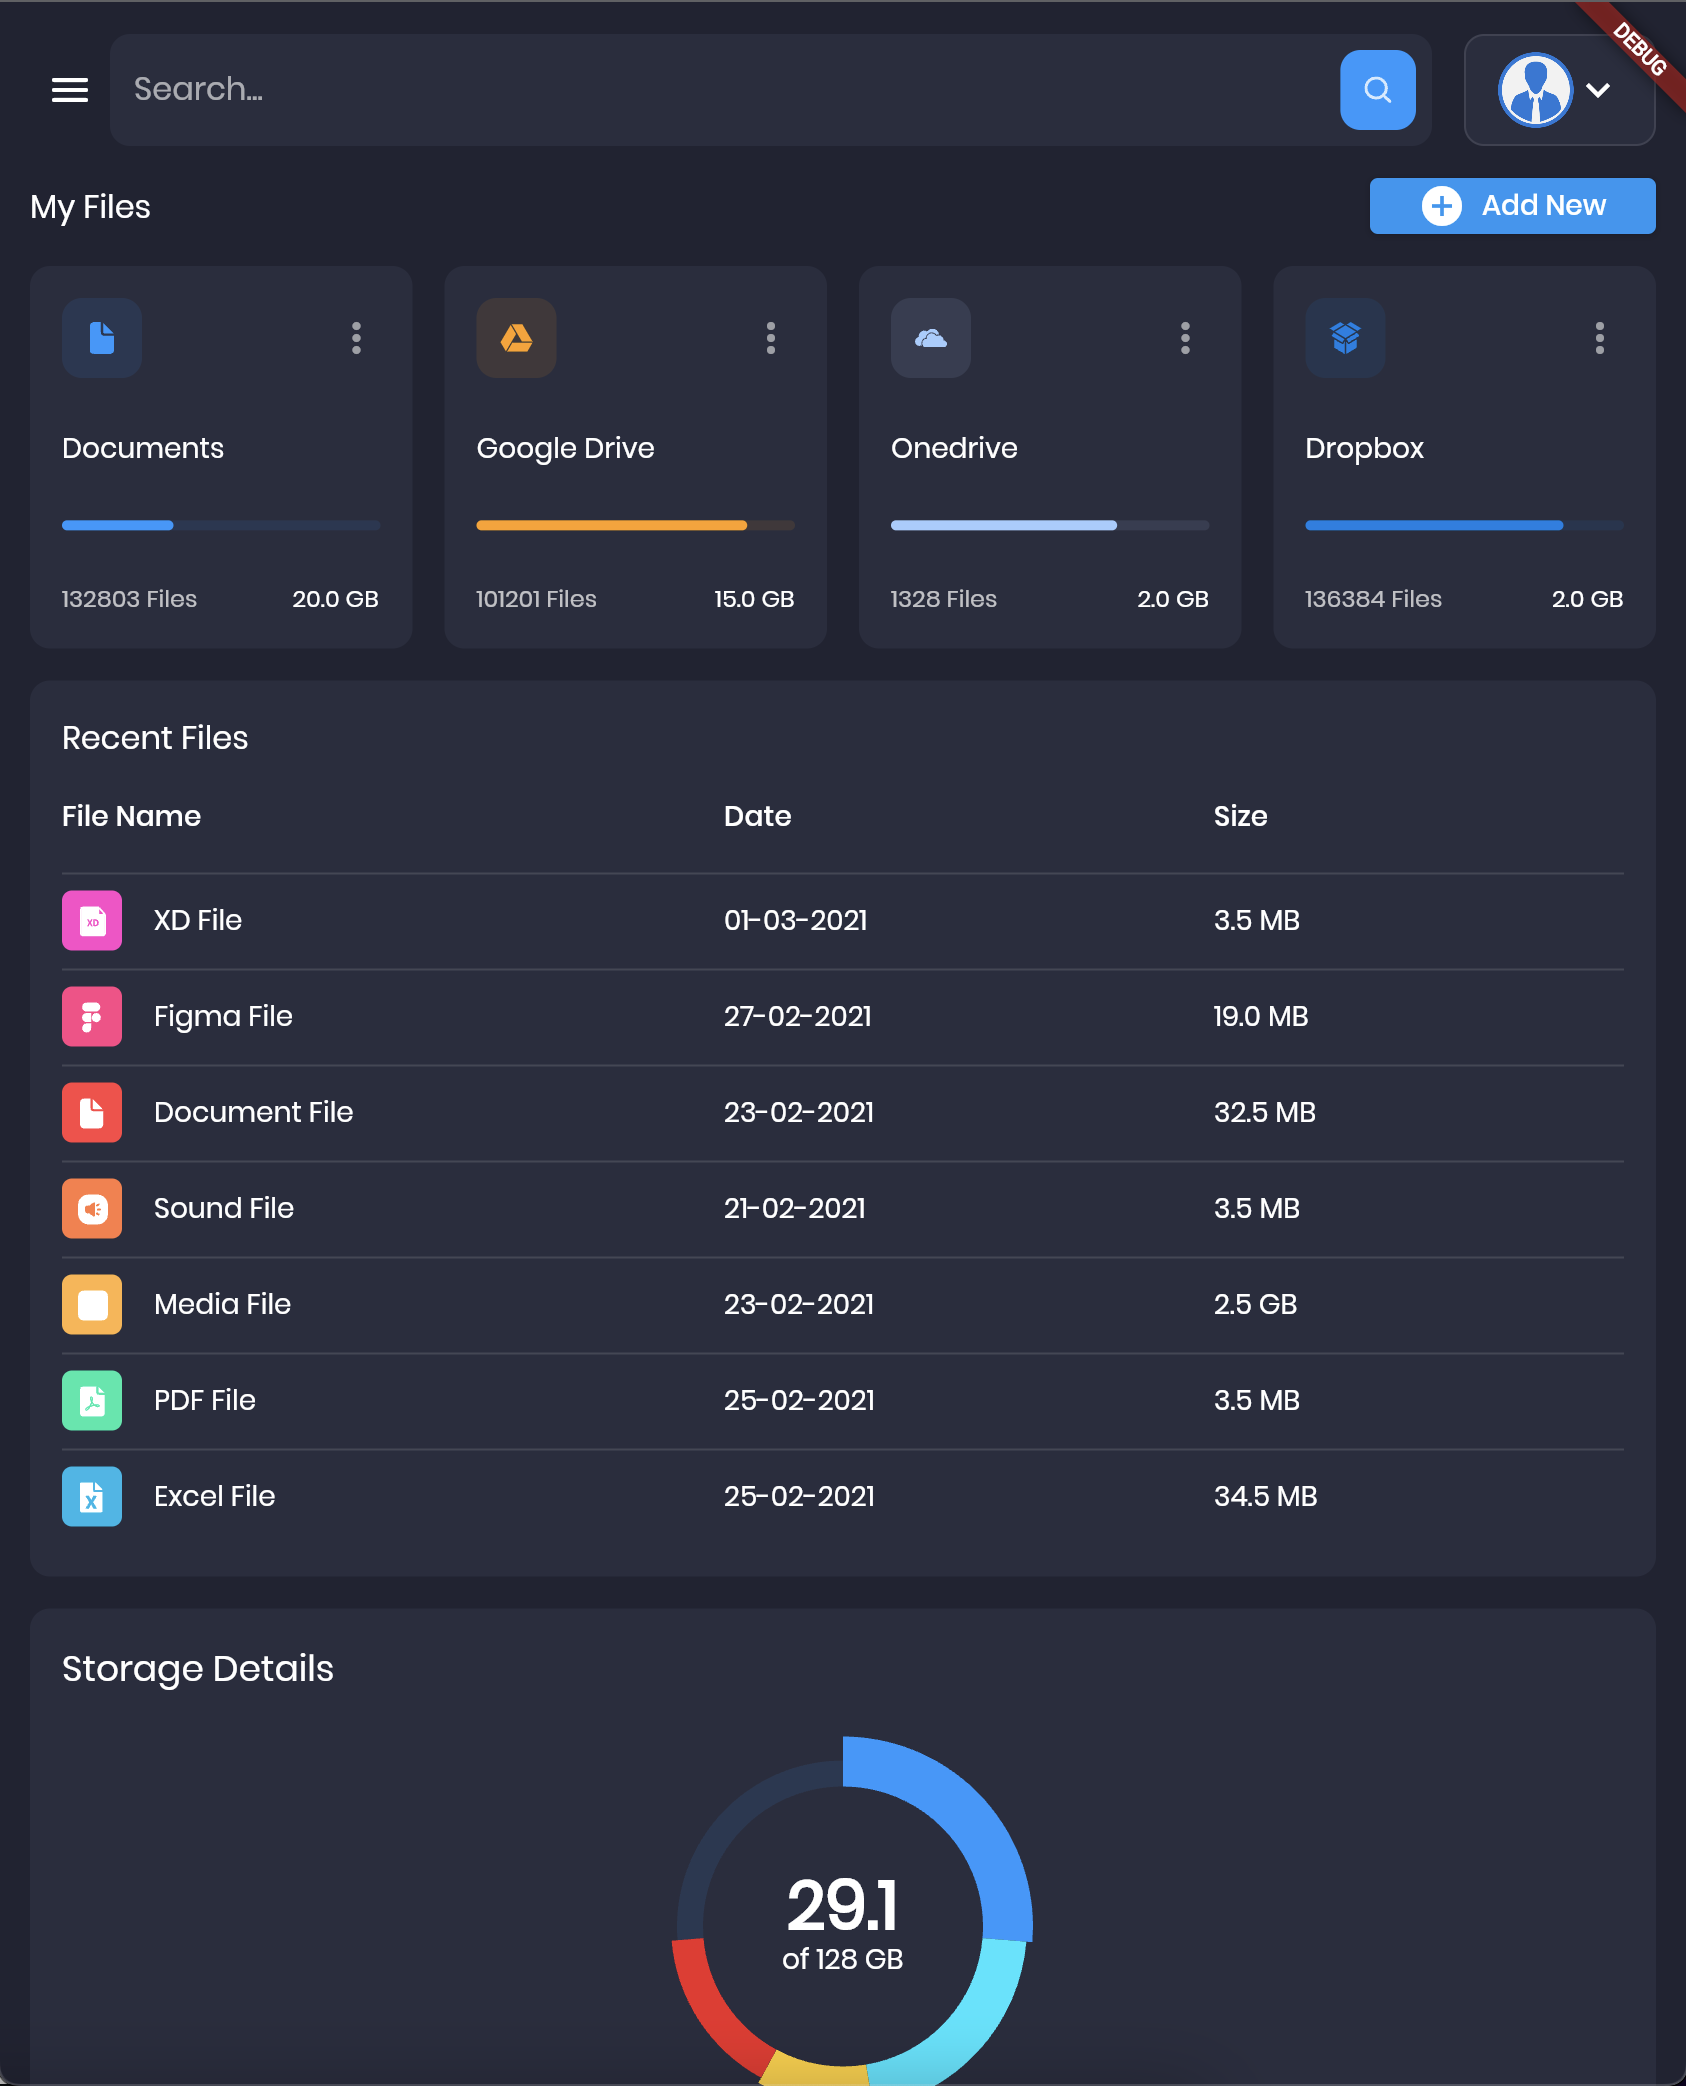 DEBUG
Search...
My Files
Add New
Documents
Google Drive
Onedrive
Dropbox
132803 Files 20.0 GB
101201 Files 15.0 GB
1328 Files 2.0 GB
136384 Files 2.0 GB
Recent Files
File Name Date Size
XD XD File 01-03-2021 3.5 MB
Figma File 27-02-2021 19.0 MB
Document File 23-02-2021 32.5 MB
Sound File 21-02-2021 3.5 MB
Media File 23-02-2021 2.5 GB
PDF File 25-02-2021 3.5 MB
X Excel File 25-02-2021 34.5 MB
Storage Details
29.1
of 128 GB